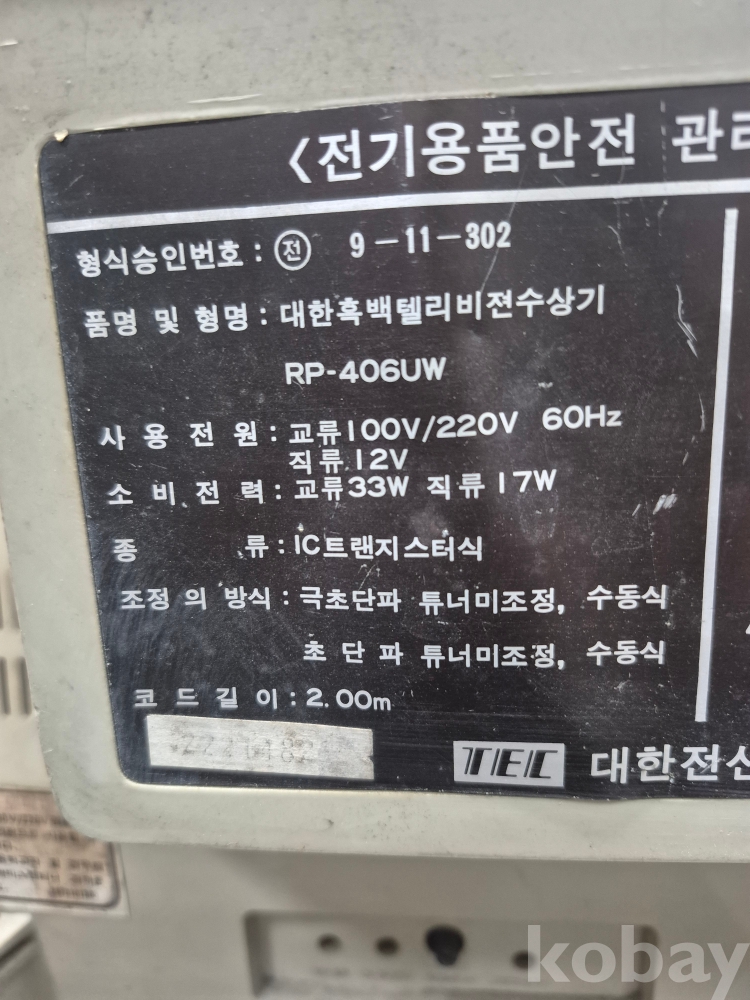 <전기용품안전 관리
형식승인번호 : 전 9-11-302
품명 및 형명 : 대한흑백텔리비젼수상기
RP-406UW
사용전원 : 교류100V/220V 60Hz
직류 12V
소비전력 : 교류33W 직류17W
종류 : IC트랜지스터식
조정의 방식 : 극초단파 튜너미조정, 수동식
초단파 튜너미조정, 수동식
코드길이 : 2.00m
TEC 대한전선
kobay